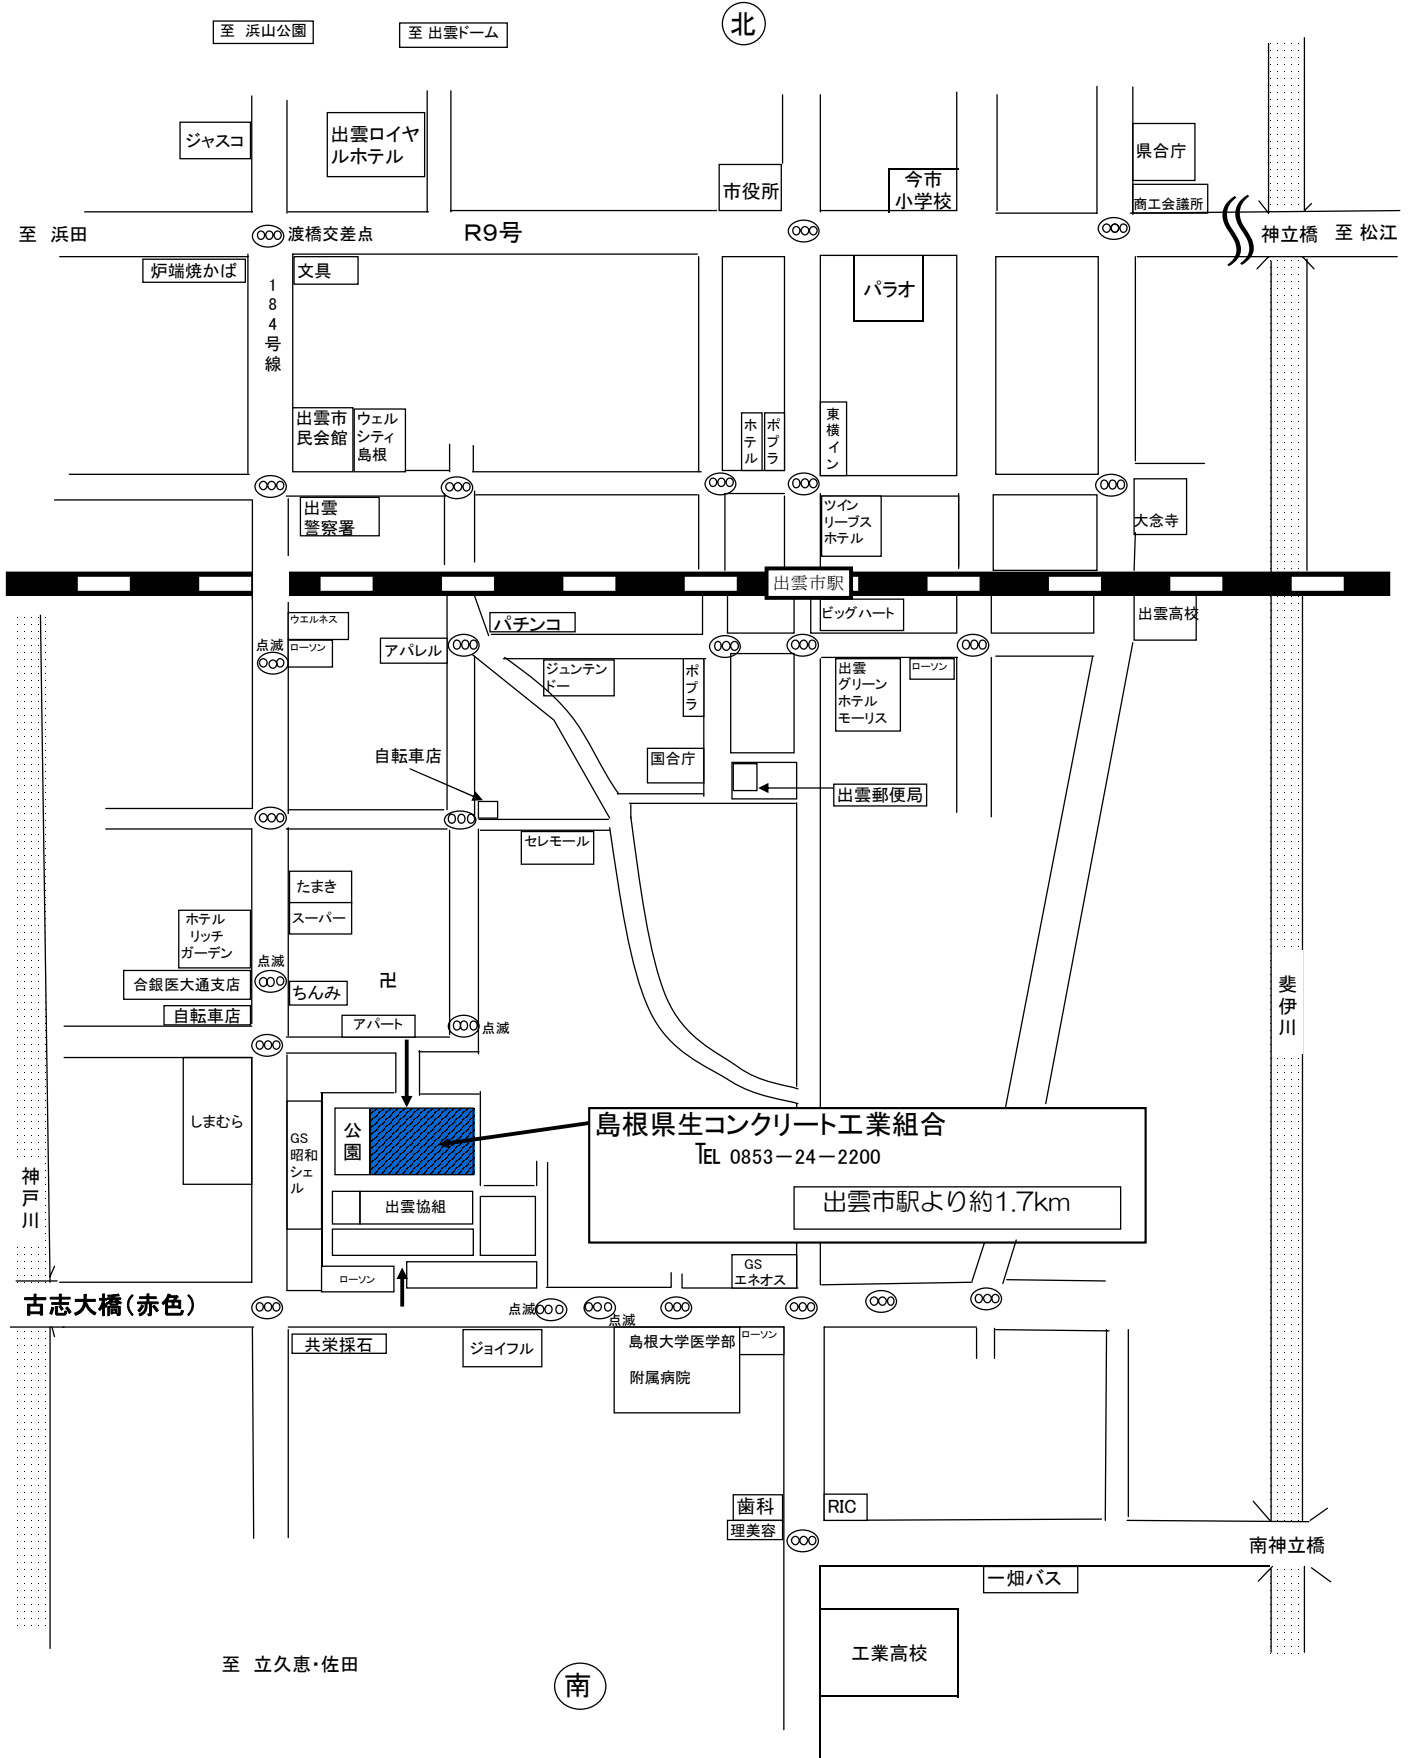 北
至 浜山公園
至 出雲ドーム
ジャスコ
出雲ロイヤ
ルホテル
県合庁
市役所
今市
小学校
商工会議所
至 浜田
渡橋交差点
R9号
神立橋
至 松江
炉端焼かば
文具
パラオ
184号線
出雲市
民会館
ウェル
シティ
島根
ホテル
ポプラ
東横イン
出雲
警察署
ツイン
リーブス
ホテル
大念寺
出雲市駅
ウエルネス
ローソン
点滅
パチンコ
アパレル
ビッグハート
出雲高校
ジュンテン
ドー
ポプラ
出雲
グリーン
ホテル
モーリス
ローソン
自転車店
国合庁
出雲郵便局
セレモール
たまき
スーパー
ホテル
リッチ
ガーデン
点滅
合銀医大通支店
ちんみ
卍
自転車店
アパート
点滅
斐伊川
しまむら
GS
昭和
シェ
ル
公園
島根県生コンクリート工業組合
TEL 0853-24-2200
出雲市駅より約1.7km
神戸川
出雲協組
ローソン
GS
エネオス
古志大橋(赤色)
点滅
点滅
共栄採石
ジョイフル
島根大学医学部
附属病院
ローソン
歯科
理美容
RIC
南神立橋
一畑バス
工業高校
至 立久恵・佐田
南